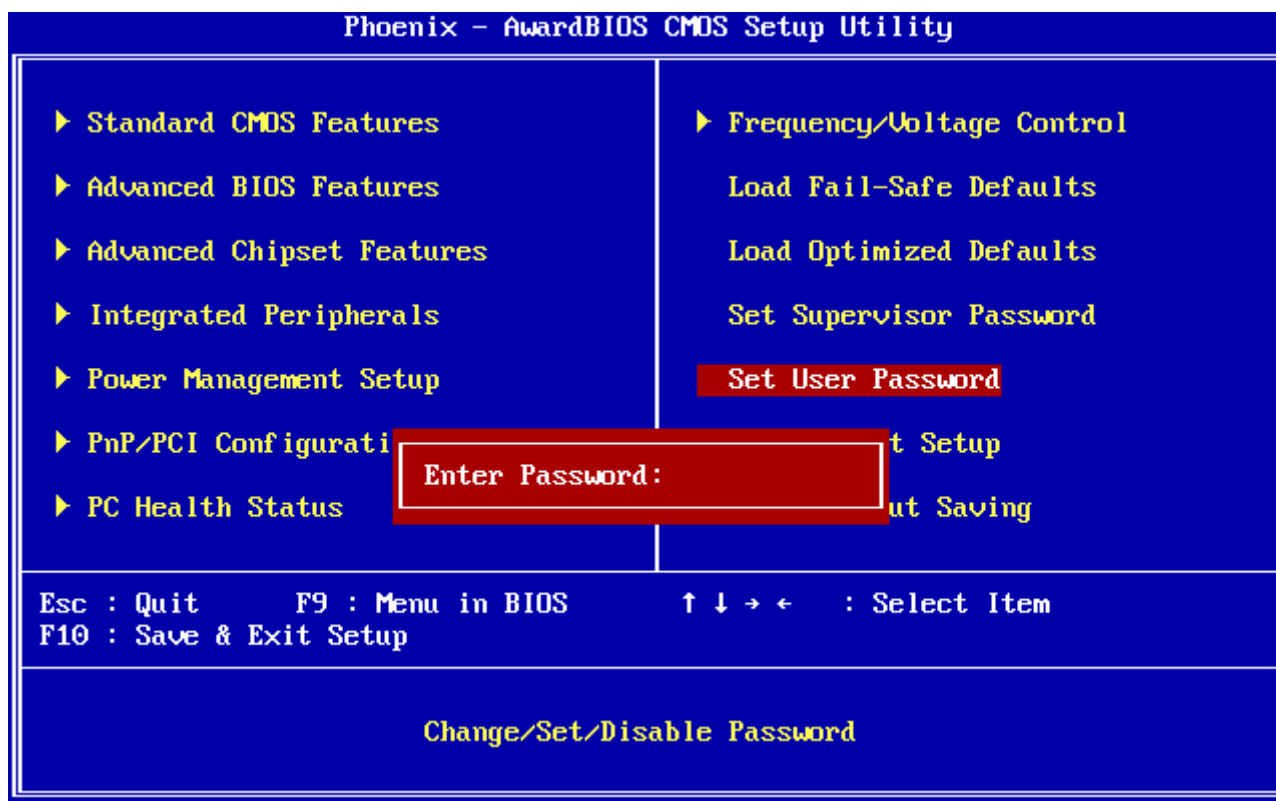 Phoenix - AwardBIOS CMOS Setup Utility
Standard CMOS Features
Advanced BIOS Features
Advanced Chipset Features
Integrated Peripherals
Power Management Setup
PnP/PCI Configurati
PC Health Status
Frequency/Voltage Control
Load Fail-Safe Defaults
Load Optimized Defaults
Set Supervisor Password
Set User Password
t Setup
ut Saving
Enter Password:
Esc : Quit F9 : Menu in BIOS ↑ ↓ → ← : Select Item
F10 : Save & Exit Setup
Change/Set/Disable Password